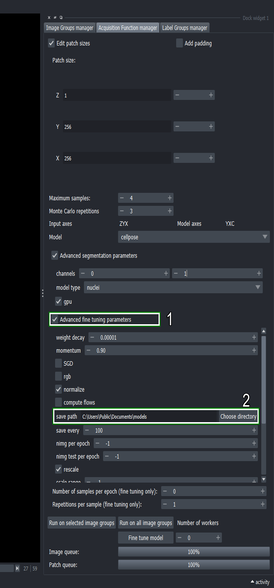 Dock widget 1
Image Groups manager Acquisition Function manager Label Groups manager
Edit patch sizes Add padding
Patch size:
Z 1 − +
Y 256 − +
X 256 − +
Maximum samples: − 4 +
Monte Carlo repetitions − 3 +
Input axes ZYX Model axes YXC
Model cellpose
Advanced segmentation parameters
channels − 0 + − 1 +
model type nuclei
gpu
Advanced fine tuning parameters 1
weight decay − 0.00001 +
momentum − 0.90 +
SGD
rgb
normalize
compute flows
2
save path C:\Users\Public\Documents\models Choose directory
save every − 100 +
nimg per epoch − -1 +
nimg test per epoch − -1 +
rescale
Number of samples per epoch (fine tuning only): − 0 +
Repetitions per sample (fine tuning only): − 1 +
Run on selected image groups Run on all image groups Number of workers
Fine tune model − 0 +
Image queue: 100%
Patch queue: 100%
activity